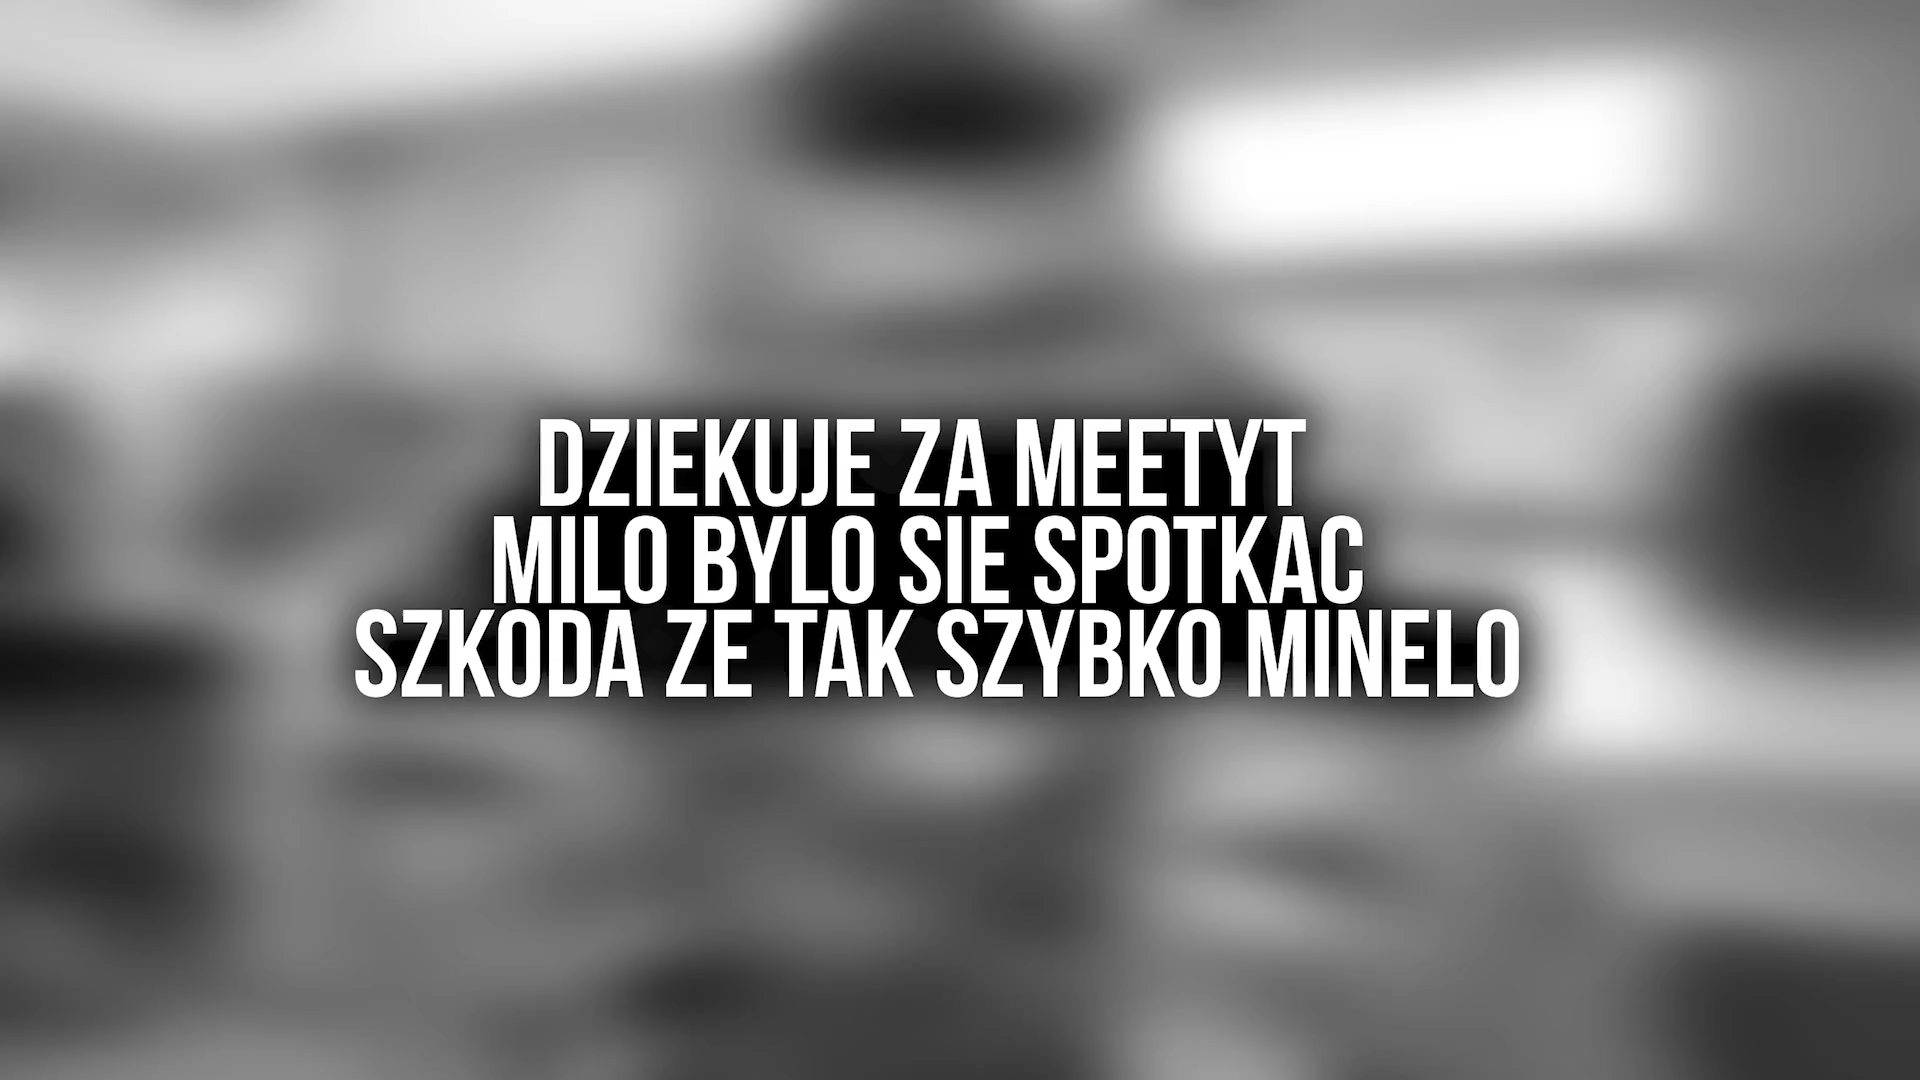 DZIEKUJE ZA MEETYT
MILO BYLO SIE SPOTKAC
SZKODA ZE TAK SZYBKO MINELO